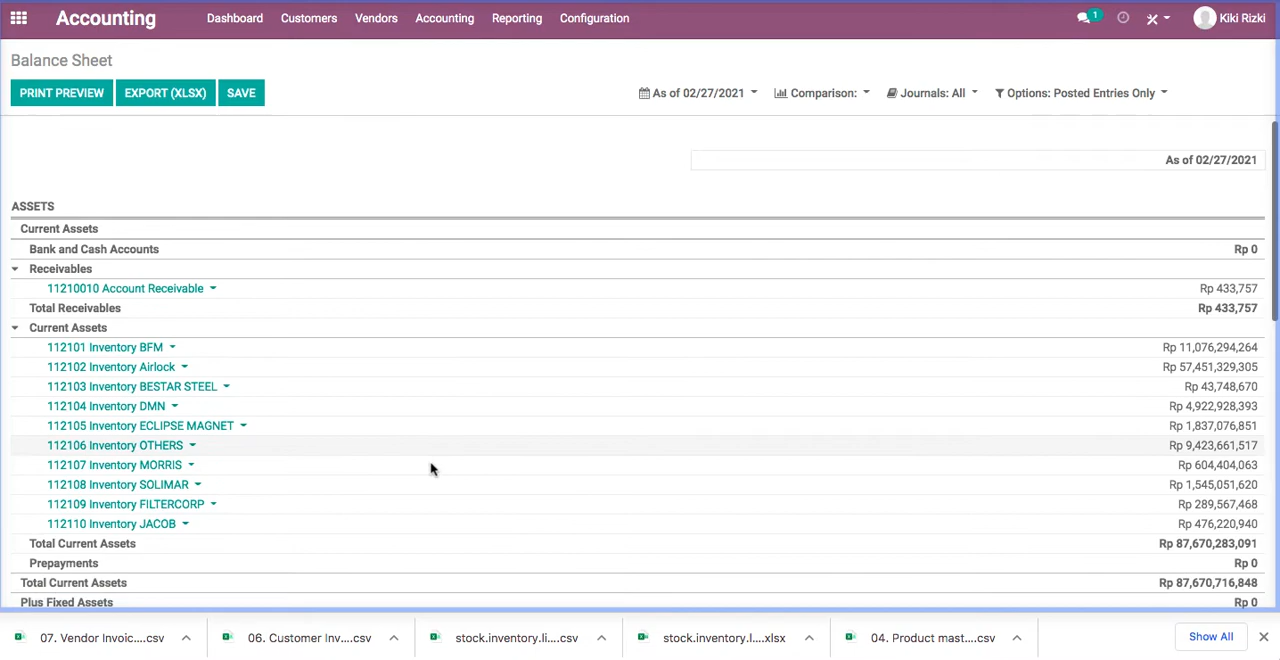 Accounting Dashboard Customers Vendors Accounting Reporting Configuration 1 Kiki Rizki
Balance Sheet
PRINT PREVIEW EXPORT (XLSX) SAVE As of 02/27/2021 Comparison: Journals: All Options: Posted Entries Only
As of 02/27/2021
ASSETS
Current Assets
Bank and Cash Accounts Rp 0
Receivables
11210010 Account Receivable Rp 433,757
Total Receivables Rp 433,757
Current Assets
112101 Inventory BFM Rp 11,076,294,264
112102 Inventory Airlock Rp 57,451,329,305
112103 Inventory BESTAR STEEL Rp 43,748,670
112104 Inventory DMN Rp 4,922,928,393
112105 Inventory ECLIPSE MAGNET Rp 1,837,076,851
112106 Inventory OTHERS Rp 9,423,661,517
112107 Inventory MORRIS Rp 604,404,063
112108 Inventory SOLIMAR Rp 1,545,051,620
112109 Inventory FILTERCORP Rp 289,567,468
112110 Inventory JACOB Rp 476,220,940
Total Current Assets Rp 87,670,283,091
Prepayments Rp 0
Total Current Assets Rp 87,670,716,848
Plus Fixed Assets Rp 0
07. Vendor Invoic....csv 06. Customer Inv....csv stock.inventory.li....csv stock.inventory.l....xlsx 04. Product mast....csv Show All